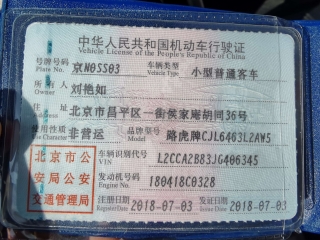 中华人民共和国机动车行驶证
Vehicle License of the People's Republic of China
号牌号码 Plate No. 京N0SS03 车辆类型 Vehicle Type 小型普通客车
所有人 刘艳如
住址 北京市昌平区一街侯家庵胡同36号
使用性质 非营运 品牌型号 Model 路虎牌CJL6463L2AW5
北京市公
安局公安
交通管理局
车辆识别代号 VIN L2CCA2B83JG406345
发动机号码 Engine No. 180418C0328
注册日期 Register Date 2018-07-03 发证日期 Issue Date 2018-07-03